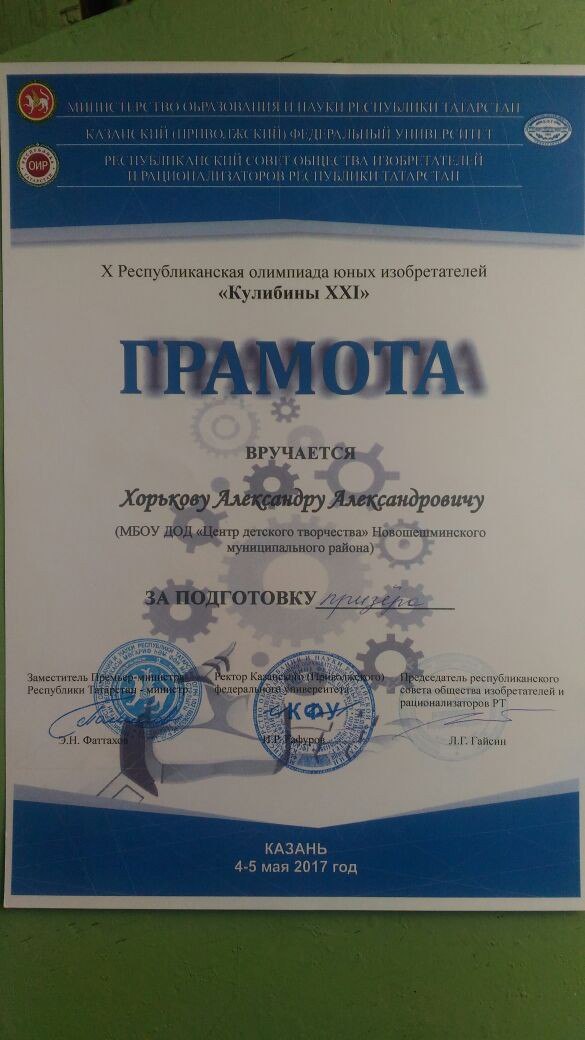 МИНИСТЕРСТВО ОБРАЗОВАНИЯ И НАУКИ РЕСПУБЛИКИ ТАТАРСТАН
КАЗАНСКИЙ (ПРИВОЛЖСКИЙ) ФЕДЕРАЛЬНЫЙ УНИВЕРСИТЕТ
РЕСПУБЛИКАНСКИЙ СОВЕТ ОБЩЕСТВА ИЗОБРЕТАТЕЛЕЙ
И РАЦИОНАЛИЗАТОРОВ РЕСПУБЛИКИ ТАТАРСТАН
ОИР
X Республиканская олимпиада юных изобретателей
«Кулибины XXI»
ГРАМОТА
ВРУЧАЕТСЯ
Хорькову Александру Александровичу
(МБОУ ДОД «Центр детского творчества» Новошешминского
муниципального района)
ЗА ПОДГОТОВКУ призёра
Заместитель Премьер-министра
Республики Татарстан - министр
Э.Н. Фаттахов
Ректор Казанского (Приволжского)
федерального университета
КФУ
И.Р. Гафуров
Председатель республиканского
совета общества изобретателей и
рационализаторов РТ
Л.Г. Гайсин
КАЗАНЬ
4-5 мая 2017 год